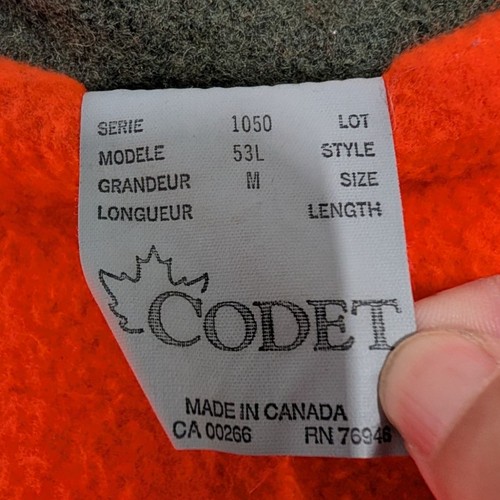 SERIE 1050 LOT
MODELE 53L STYLE
GRANDEUR M SIZE
LONGUEUR LENGTH
CODET
MADE IN CANADA
CA 00266 RN 76946